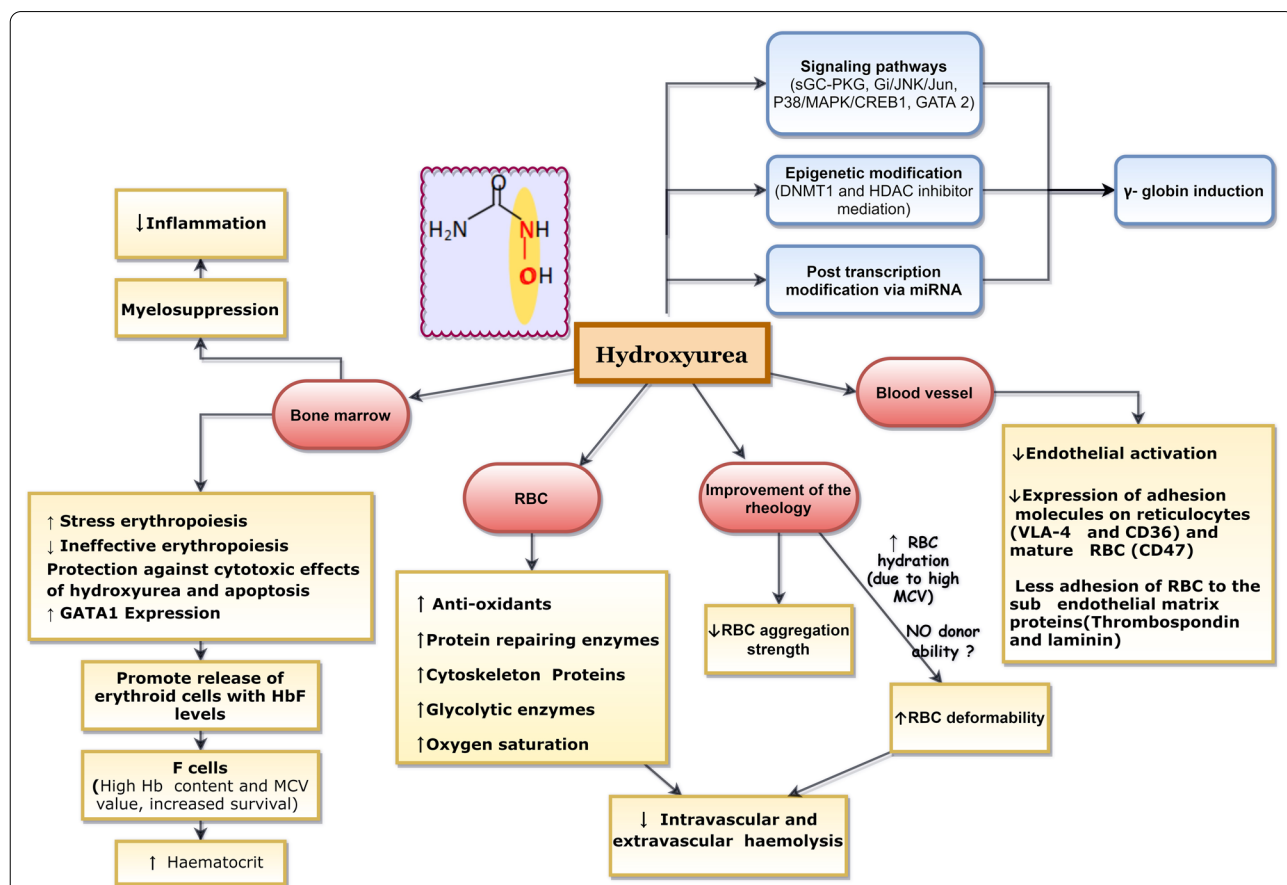 Signaling pathways
(sGC-PKG, Gi/JNK/Jun,
P38/MAPK/CREB1, GATA 2)
Epigenetic modification
(DNMT1 and HDAC inhibitor
mediation)
γ- globin induction
Post transcription
modification via miRNA
O
H₂N
NH
OH
↓Inflammation
Myelosuppression
Hydroxyurea
Bone marrow
Blood vessel
RBC
Improvement of the
rheology
↑ Stress erythropoiesis
↓ Ineffective erythropoiesis
Protection against cytotoxic effects
of hydroxyurea and apoptosis
↑ GATA1 Expression
Promote release of
erythroid cells with HbF
levels
F cells
(High Hb content and MCV
value, increased survival)
↑ Haematocrit
↑ Anti-oxidants
↑Protein repairing enzymes
↑Cytoskeleton Proteins
↑Glycolytic enzymes
↑Oxygen saturation
↑ RBC
hydration
(due to high
MCV)
NO donor
ability ?
↓RBC aggregation
strength
↑RBC deformability
↓ Intravascular and
extravascular haemolysis
↓Endothelial activation
↓Expression of adhesion
molecules on reticulocytes
(VLA-4 and CD36) and
mature RBC (CD47)
Less adhesion of RBC to the
sub endothelial matrix
proteins(Thrombospondin
and laminin)